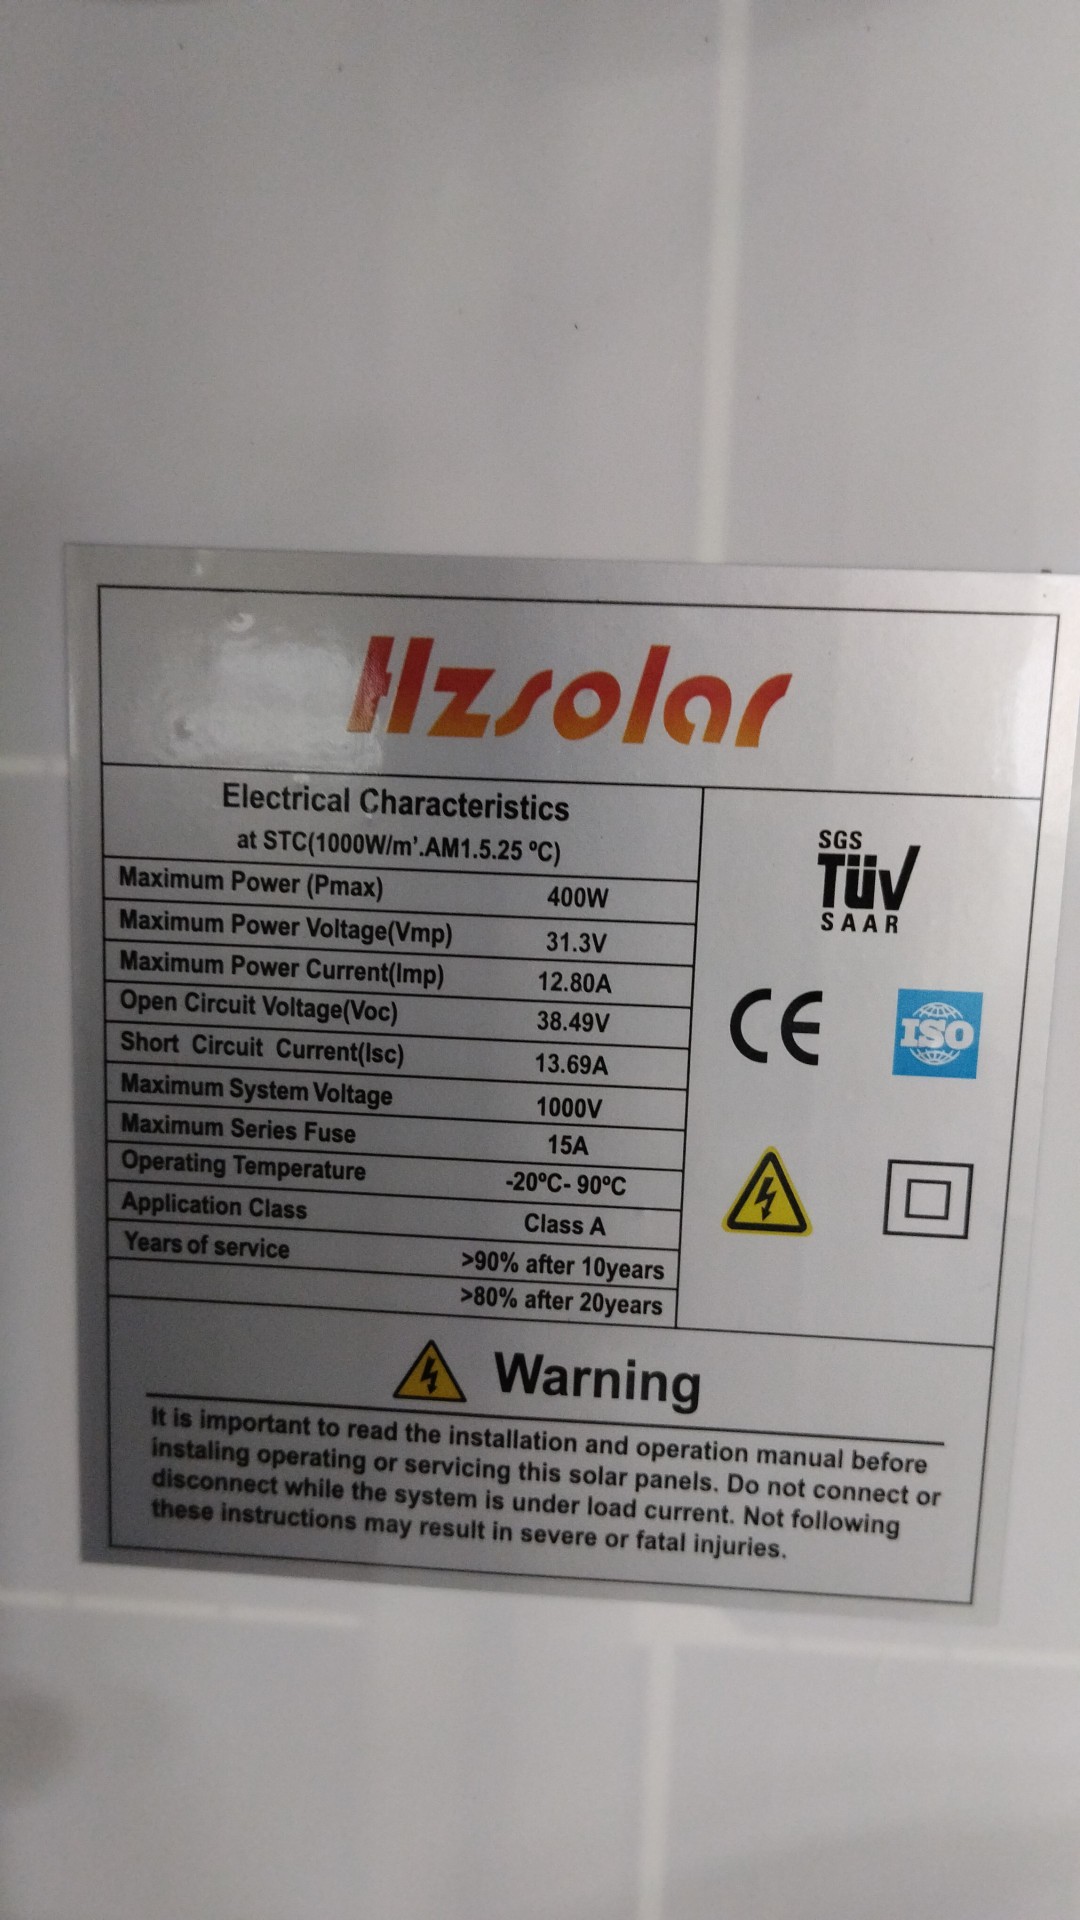 Hzsolar
Electrical Characteristics
at STC(1000W/m'.AM1.5.25 ºC)
Maximum Power (Pmax) 400W
Maximum Power Voltage(Vmp) 31.3V
Maximum Power Current(Imp) 12.80A
Open Circuit Voltage(Voc) 38.49V
Short Circuit Current(Isc) 13.69A
Maximum System Voltage 1000V
Maximum Series Fuse 15A
Operating Temperature -20ºC- 90ºC
Application Class Class A
Years of service >90% after 10years
>80% after 20years
SGS
TÜV
SAAR
CE
ISO
Warning
It is important to read the installation and operation manual before
instaling operating or servicing this solar panels. Do not connect or
disconnect while the system is under load current. Not following
these instructions may result in severe or fatal injuries.